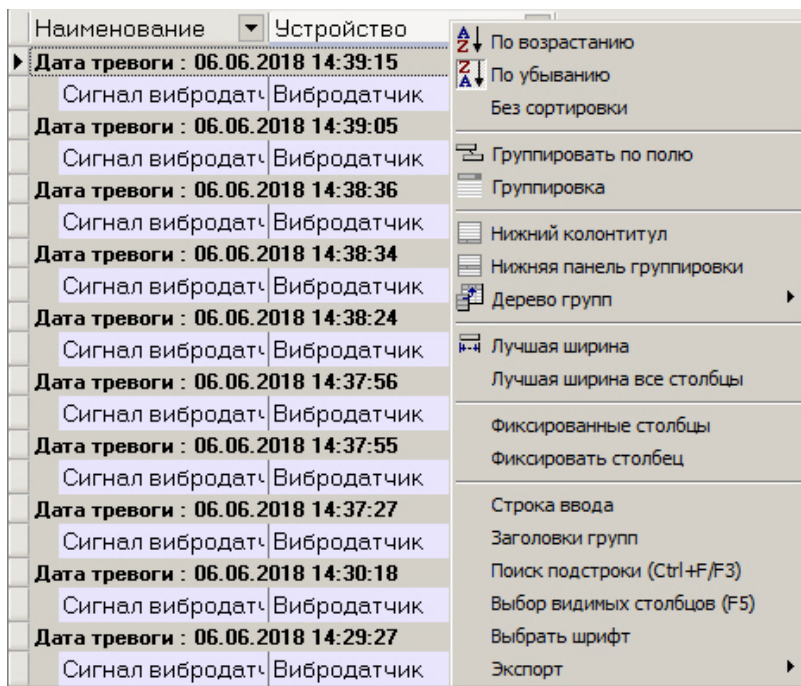 Наименование Устройство
Дата тревоги : 06.06.2018 14:39:15
Сигнал вибродатч Вибродатчик
Дата тревоги : 06.06.2018 14:39:05
Сигнал вибродатч Вибродатчик
Дата тревоги : 06.06.2018 14:38:36
Сигнал вибродатч Вибродатчик
Дата тревоги : 06.06.2018 14:38:34
Сигнал вибродатч Вибродатчик
Дата тревоги : 06.06.2018 14:38:24
Сигнал вибродатч Вибродатчик
Дата тревоги : 06.06.2018 14:37:56
Сигнал вибродатч Вибродатчик
Дата тревоги : 06.06.2018 14:37:55
Сигнал вибродатч Вибродатчик
Дата тревоги : 06.06.2018 14:37:27
Сигнал вибродатч Вибродатчик
Дата тревоги : 06.06.2018 14:30:18
Сигнал вибродатч Вибродатчик
Дата тревоги : 06.06.2018 14:29:27
Сигнал вибродатч Вибродатчик
По возрастанию
По убыванию
Без сортировки
Группировать по полю
Группировка
Нижний колонтитул
Нижняя панель группировки
Дерево групп
Лучшая ширина
Лучшая ширина все столбцы
Фиксированные столбцы
Фиксировать столбец
Строка ввода
Заголовки групп
Поиск подстроки (Ctrl+F/F3)
Выбор видимых столбцов (F5)
Выбрать шрифт
Экспорт